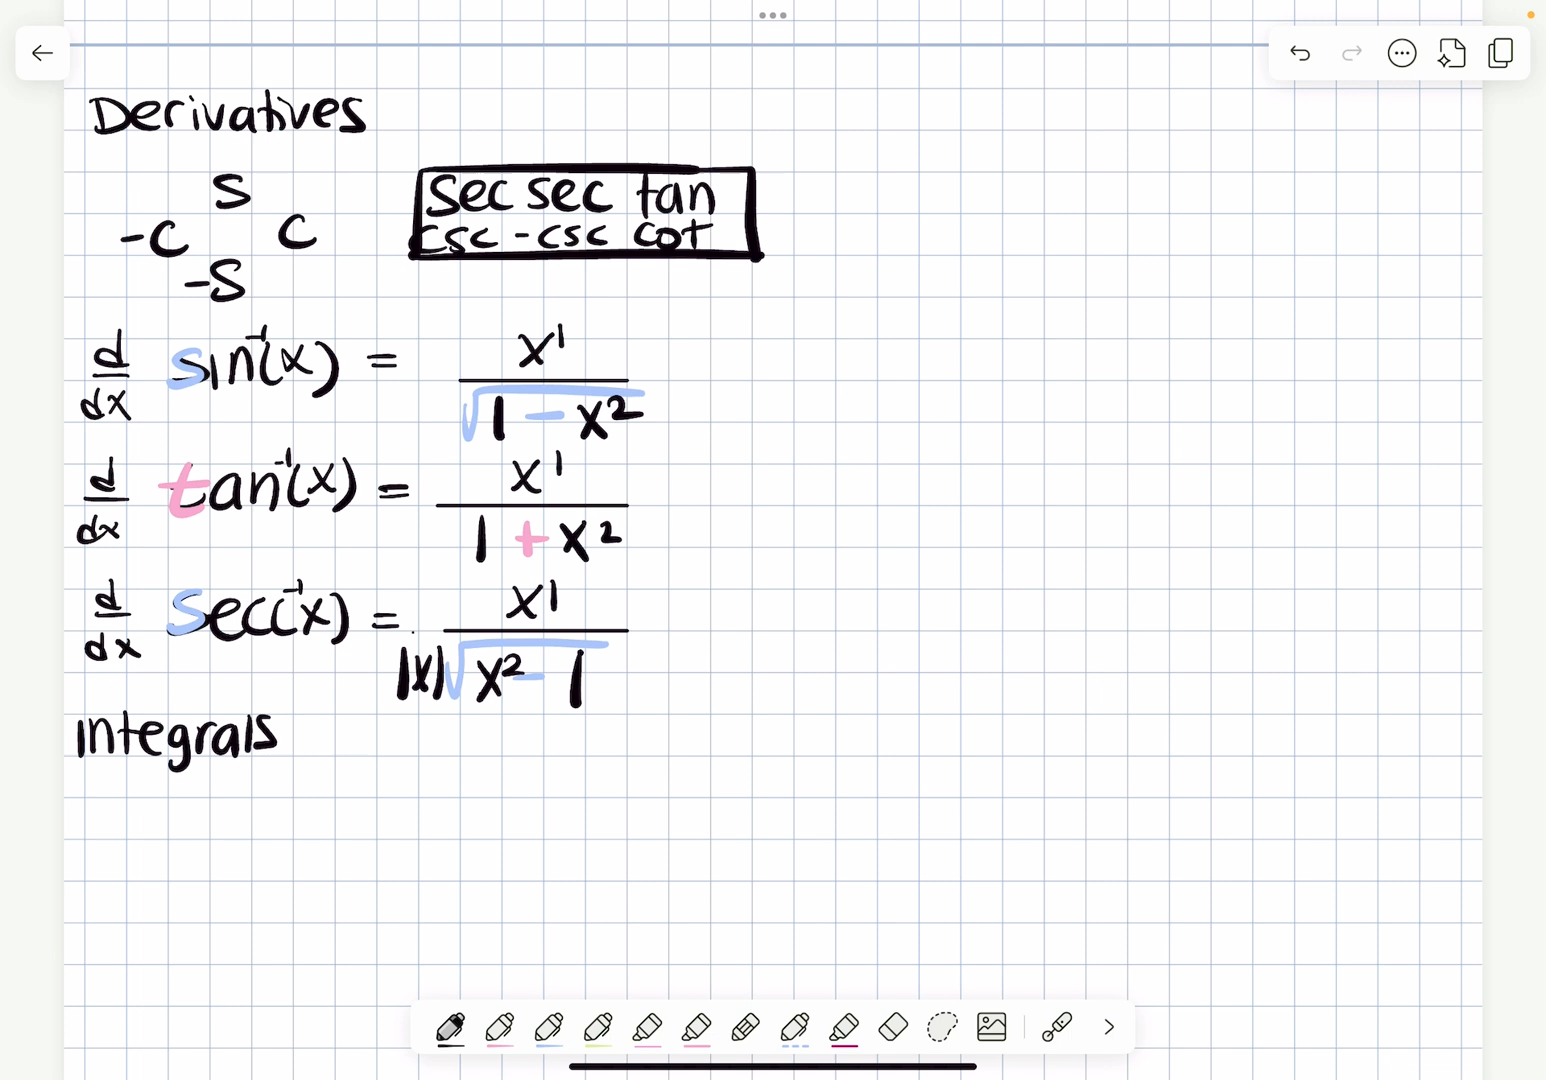 Derivatives
S
-C C
-S
sec sec tan
csc -csc cot
d/dx sin⁻¹(x) = x' / √(1 - x²)
d/dx tan⁻¹(x) = x' / (1 + x²)
d/dx sec(⁻¹x) = x' / |x|√(x² - 1)
integrals